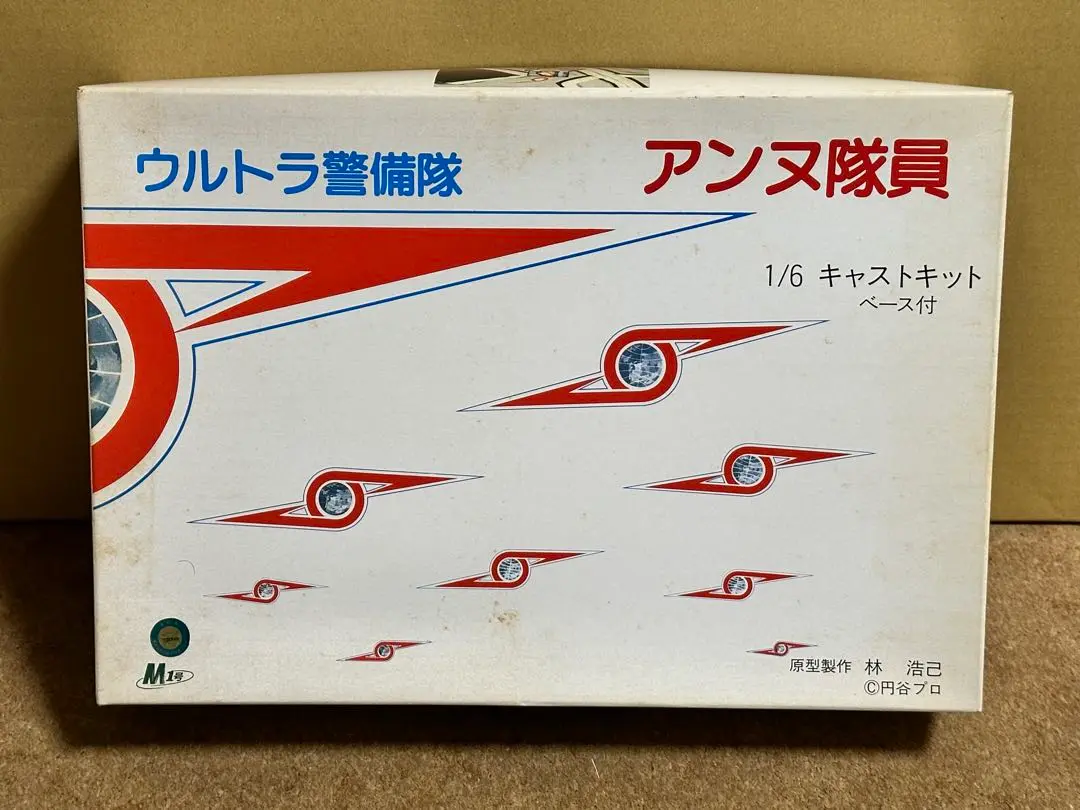 ウルトラ警備隊
アンヌ隊員
1/6 キャストキット
ベース付
M1号
原型製作 林 浩己
©円谷プロ